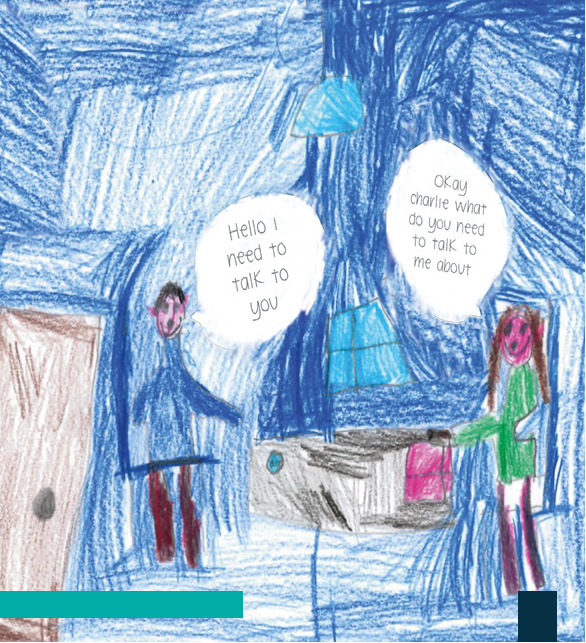 Hello I
need to
talk to
you
Okay
charlie what
do you need
to talk to
me about